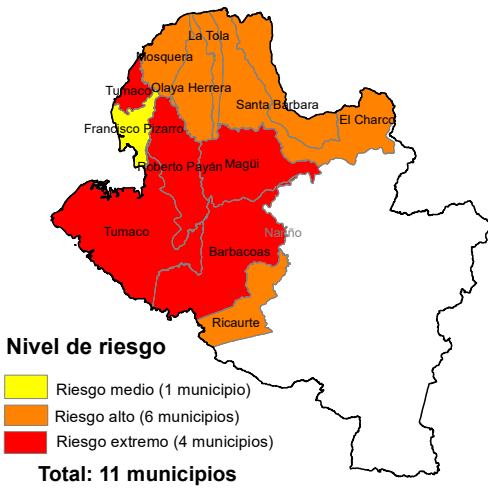 La Tola
Mosquera
Tumaco
Olaya Herrera
Santa Bárbara
El Charco
Francisco Pizarro
Roberto Payán
Magüi
Tumaco
Nariño
Barbacoas
Ricaurte
Nivel de riesgo
Riesgo medio (1 municipio)
Riesgo alto (6 municipios)
Riesgo extremo (4 municipios)
Total: 11 municipios